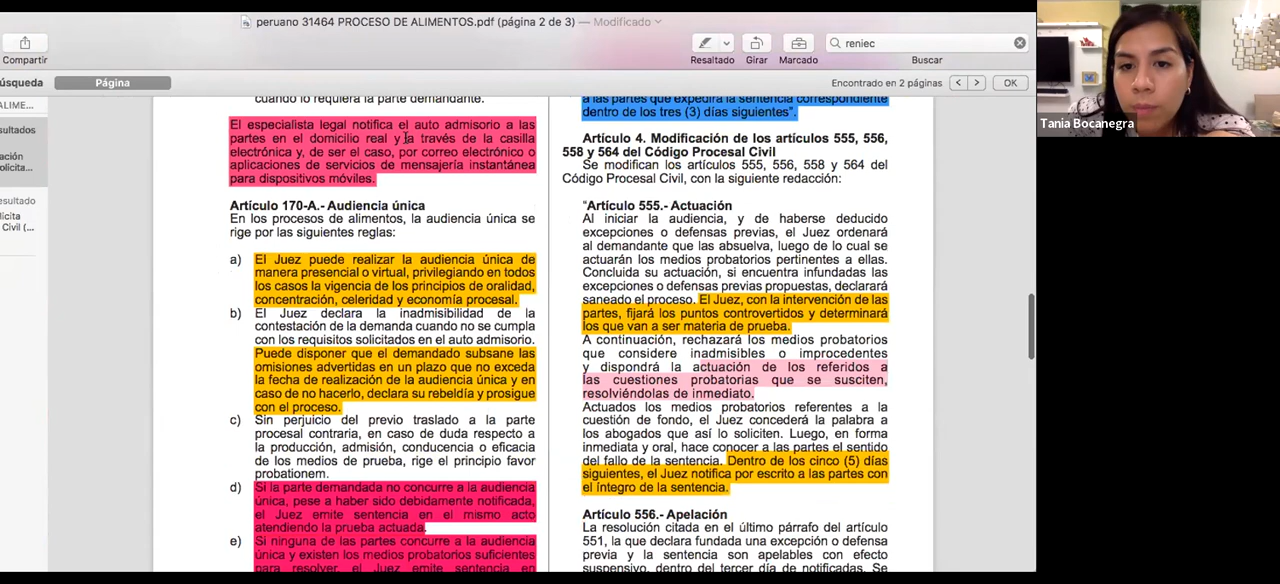 peruano 31464 PROCESO DE ALIMENTOS.pdf (página 2 de 3) — Modificado
reniec
Compartir
Resaltado
Girar
Marcado
Buscar
úsqueda
Página
Encontrado en 2 páginas
OK
Tania Bocanegra
ALIME...
sultados
ación
olicita...
esultado
licita
Civil (...
cuando lo requiera la parte demandante.
El especialista legal notifica el auto admisorio a las
partes en el domicilio real y a través de la casilla
electrónica y, de ser el caso, por correo electrónico o
aplicaciones de servicios de mensajería instantánea
para dispositivos móviles.
Artículo 170-A.- Audiencia única
En los procesos de alimentos, la audiencia única se
rige por las siguientes reglas:
a) El Juez puede realizar la audiencia única de
manera presencial o virtual, privilegiando en todos
los casos la vigencia de los principios de oralidad,
concentración, celeridad y economía procesal.
b) El Juez declara la inadmisibilidad de la
contestación de la demanda cuando no se cumpla
con los requisitos solicitados en el auto admisorio.
Puede disponer que el demandado subsane las
omisiones advertidas en un plazo que no exceda
la fecha de realización de la audiencia única y en
caso de no hacerlo, declara su rebeldía y prosigue
con el proceso.
c) Sin perjuicio del previo traslado a la parte
procesal contraria, en caso de duda respecto a
la producción, admisión, conducencia o eficacia
de los medios de prueba, rige el principio favor
probationem.
d) Si la parte demandada no concurre a la audiencia
única, pese a haber sido debidamente notificada,
el Juez emite sentencia en el mismo acto
atendiendo la prueba actuada.
e) Si ninguna de las partes concurre a la audiencia
única y existen los medios probatorios suficientes
para resolver, el Juez emite sentencia en
a las partes que expedirá la sentencia correspondiente
dentro de los tres (3) días siguientes”.
Artículo 4. Modificación de los artículos 555, 556,
558 y 564 del Código Procesal Civil
Se modifican los artículos 555, 556, 558 y 564 del
Código Procesal Civil, con la siguiente redacción:
“Artículo 555.- Actuación
Al iniciar la audiencia, y de haberse deducido
excepciones o defensas previas, el Juez ordenará
al demandante que las absuelva, luego de lo cual se
actuarán los medios probatorios pertinentes a ellas.
Concluida su actuación, si encuentra infundadas las
excepciones o defensas previas propuestas, declarará
saneado el proceso. El Juez, con la intervención de las
partes, fijará los puntos controvertidos y determinará
los que van a ser materia de prueba.
A continuación, rechazará los medios probatorios
que considere inadmisibles o improcedentes
y dispondrá la actuación de los referidos a
las cuestiones probatorias que se susciten,
resolviéndolas de inmediato.
Actuados los medios probatorios referentes a la
cuestión de fondo, el Juez concederá la palabra a
los abogados que así lo soliciten. Luego, en forma
inmediata y oral, hace conocer a las partes el sentido
del fallo de la sentencia. Dentro de los cinco (5) días
siguientes, el Juez notifica por escrito a las partes con
el íntegro de la sentencia.
Artículo 556.- Apelación
La resolución citada en el último párrafo del artículo
551, la que declara fundada una excepción o defensa
previa y la sentencia son apelables con efecto
suspensivo, dentro del tercer día de notificadas. Se